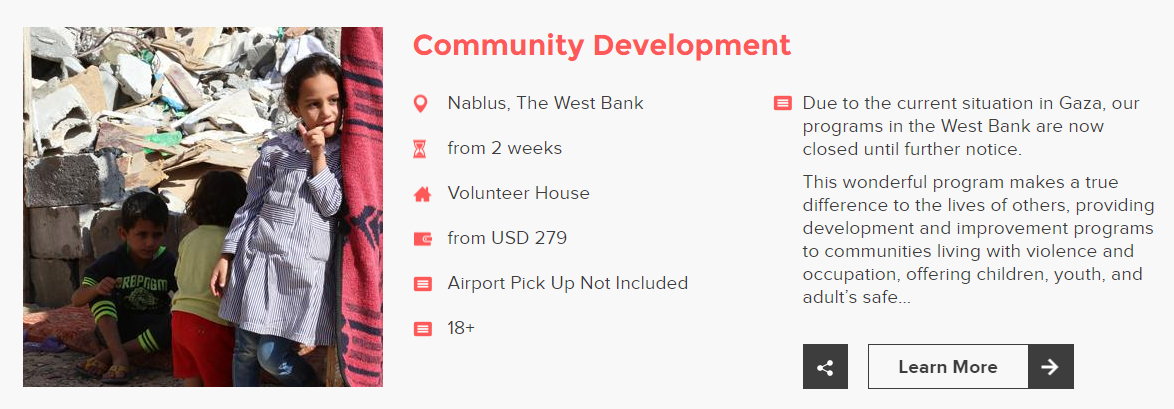 Community Development
Nablus, The West Bank
from 2 weeks
Volunteer House
from USD 279
Airport Pick Up Not Included
18+
Due to the current situation in Gaza, our
programs in the West Bank are now
closed until further notice.
This wonderful program makes a true
difference to the lives of others, providing
development and improvement programs
to communities living with violence and
occupation, offering children, youth, and
adult's safe...
Learn More